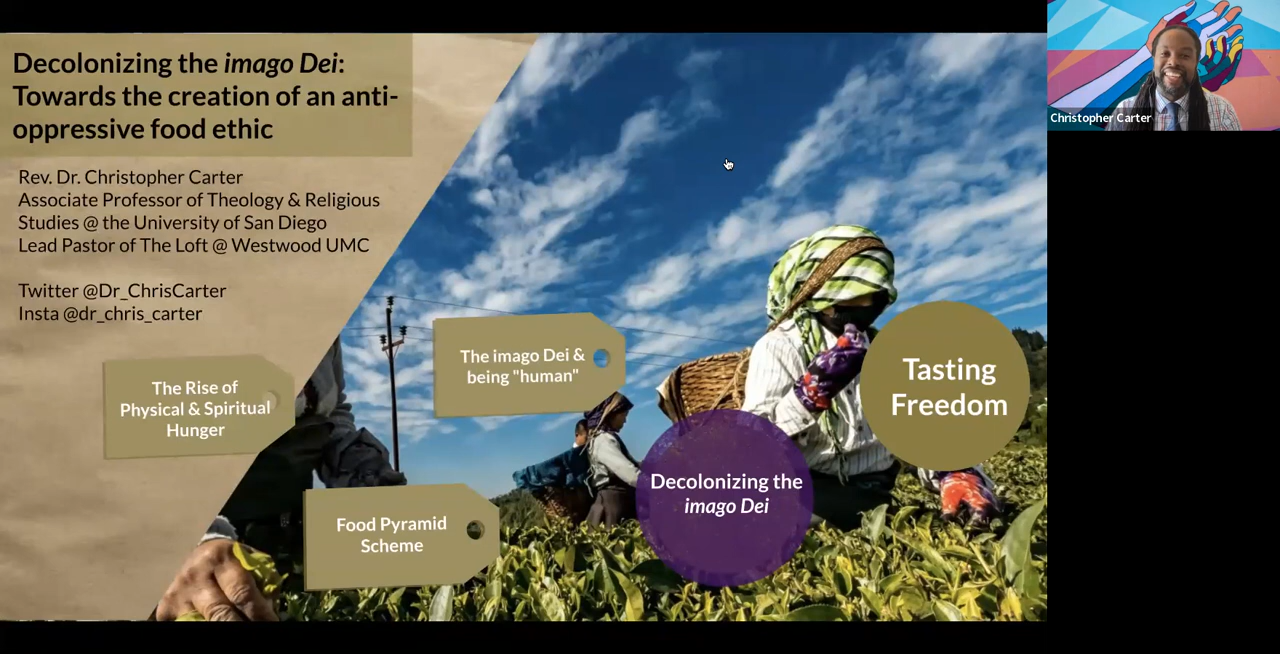 Decolonizing the imago Dei:
Towards the creation of an anti-
oppressive food ethic
Rev. Dr. Christopher Carter
Associate Professor of Theology & Religious
Studies @ the University of San Diego
Lead Pastor of The Loft @ Westwood UMC
Twitter @Dr_ChrisCarter
Insta @dr_chris_carter
The Rise of
Physical & Spiritual
Hunger
The imago Dei &
being "human"
Food Pyramid
Scheme
Decolonizing the
imago Dei
Tasting
Freedom
Christopher Carter